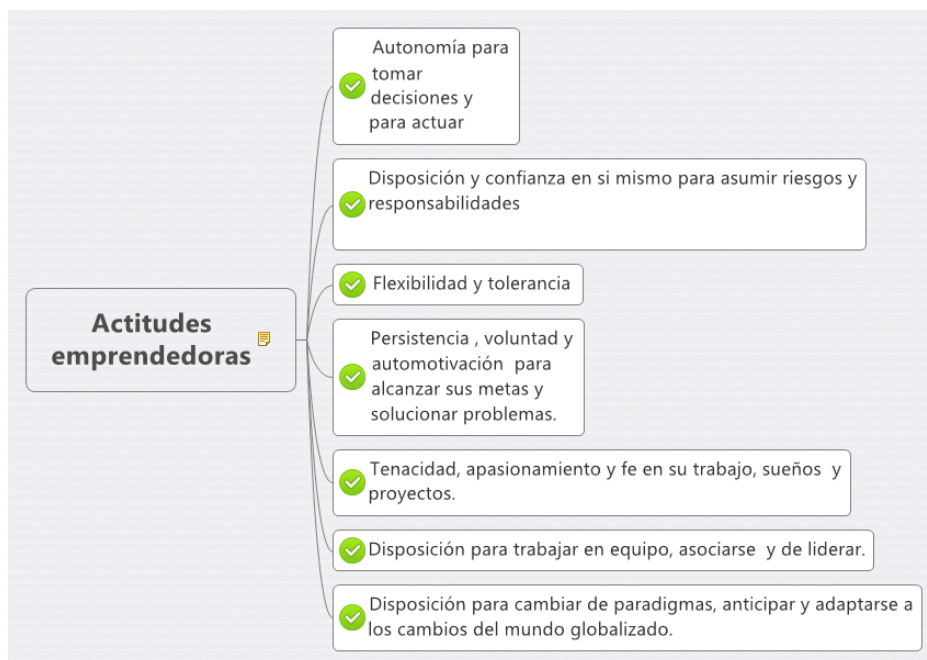 Actitudes
emprendedoras
Autonomía para
tomar
decisiones y
para actuar
Disposición y confianza en si mismo para asumir riesgos y
responsabilidades
Flexibilidad y tolerancia
Persistencia , voluntad y
automotivación  para
alcanzar sus metas y
solucionar problemas.
Tenacidad, apasionamiento y fe en su trabajo, sueños  y
proyectos.
Disposición para trabajar en equipo, asociarse  y de liderar.
Disposición para cambiar de paradigmas, anticipar y adaptarse a
los cambios del mundo globalizado.